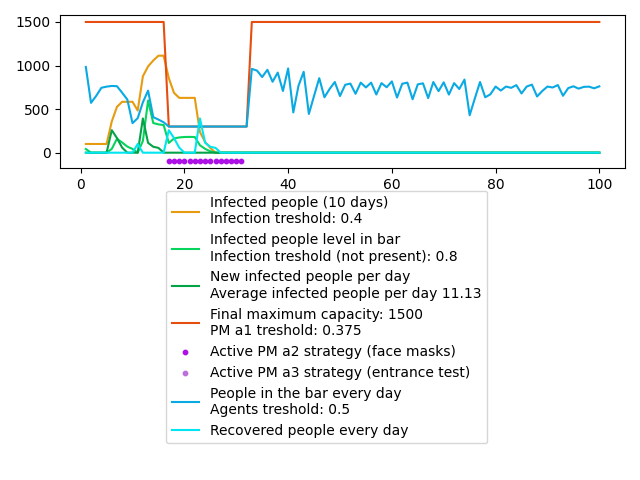 1500
1000
500
0
0
20
40
60
80
100
Infected people (10 days)
Infection treshold: 0.4
Infected people level in bar
Infection treshold (not present): 0.8
New infected people per day
Average infected people per day 11.13
Final maximum capacity: 1500
PM a1 treshold: 0.375
Active PM a2 strategy (face masks)
Active PM a3 strategy (entrance test)
People in the bar every day
Agents treshold: 0.5
Recovered people every day